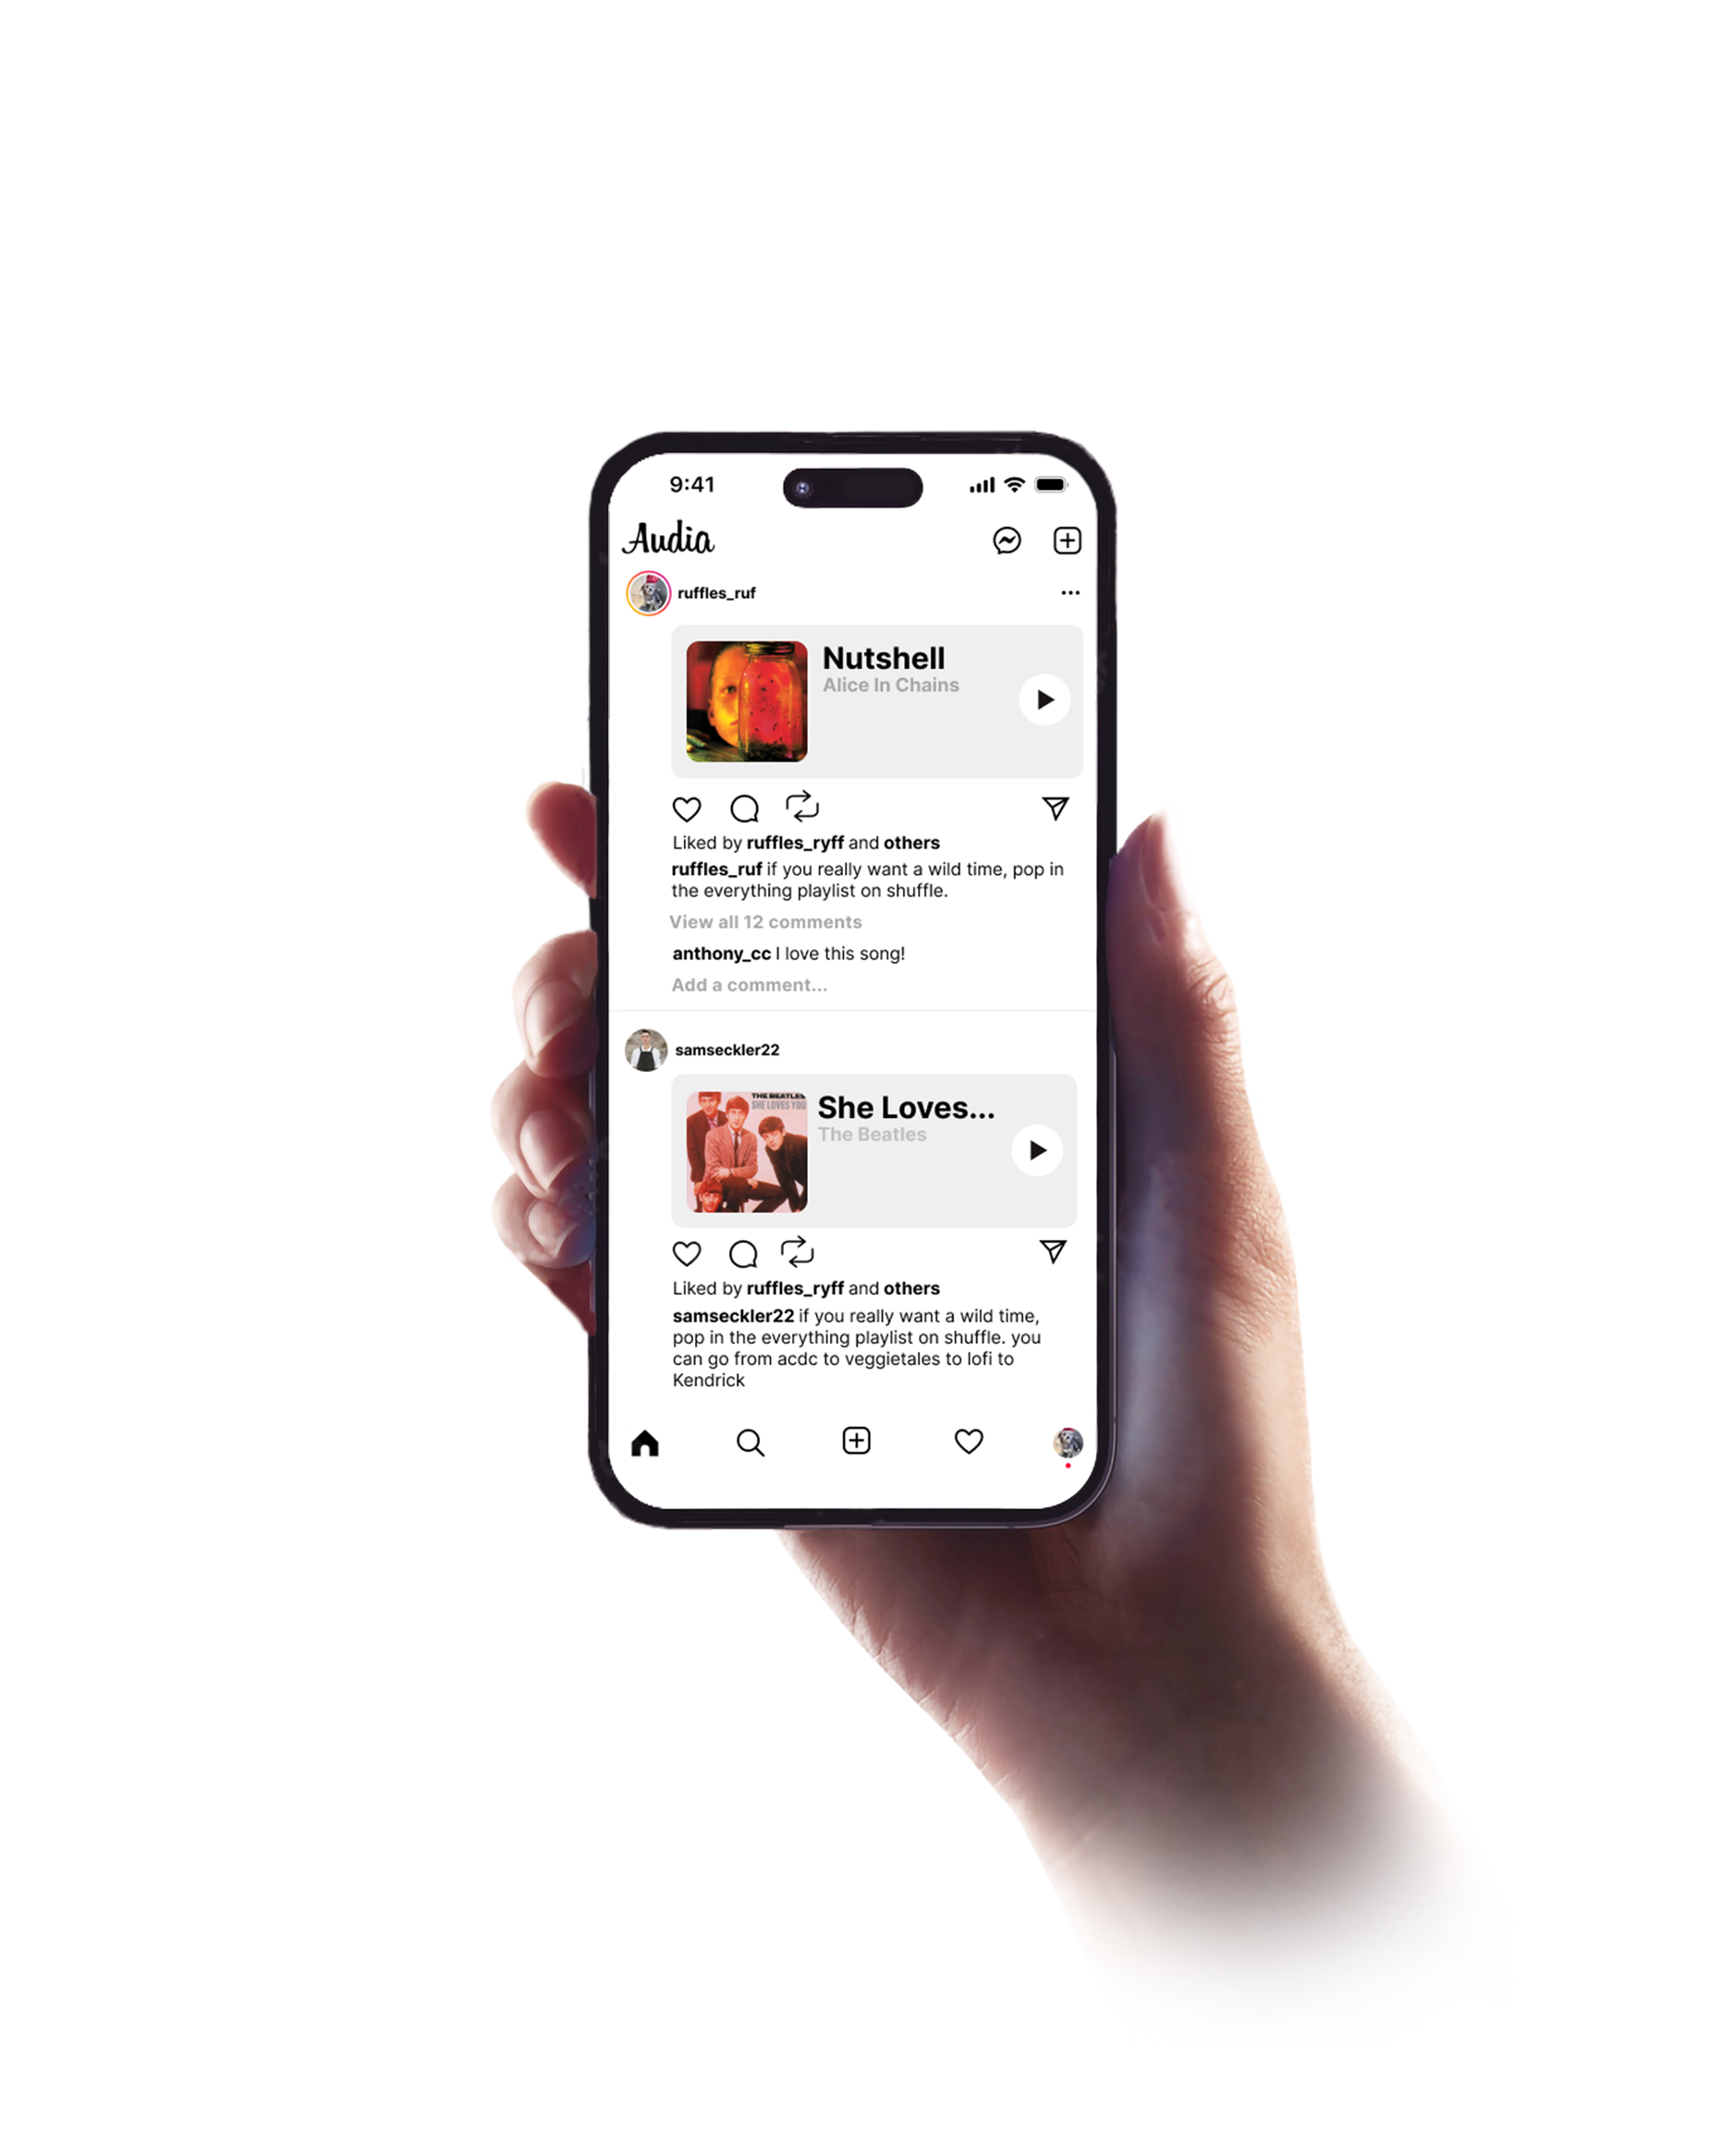 9:41
Audia
ruffles_ruf
Nutshell
Alice In Chains
Liked by ruffles_ryff and others
ruffles_ruf if you really want a wild time, pop in
the everything playlist on shuffle.
View all 12 comments
anthony_cc I love this song!
Add a comment...
samseckler22
THE BEATLES
SHE LOVES YOU
She Loves...
The Beatles
Liked by ruffles_ryff and others
samseckler22 if you really want a wild time,
pop in the everything playlist on shuffle. you
can go from acdc to veggietales to lofi to
Kendrick